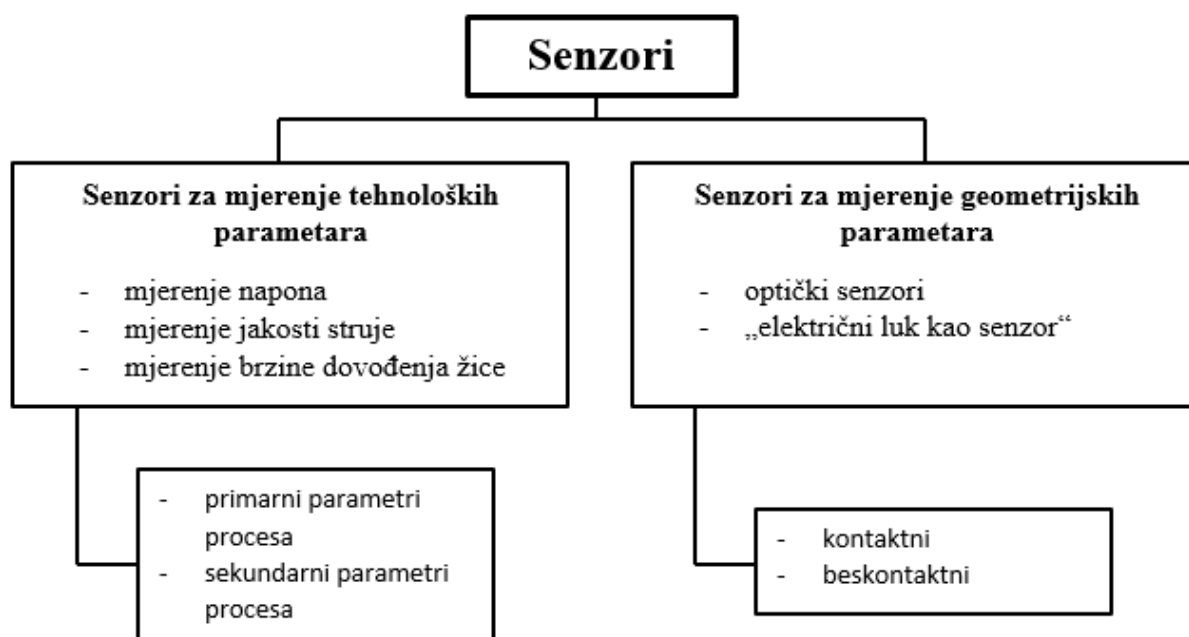 Senzori
Senzori za mjerenje tehnoloških
parametara
- mjerenje napona
- mjerenje jakosti struje
- mjerenje brzine dovođenja žice
Senzori za mjerenje geometrijskih
parametara
- optički senzori
- „električni luk kao senzor“
- primarni parametri
procesa
- sekundarni parametri
procesa
- kontaktni
- beskontaktni